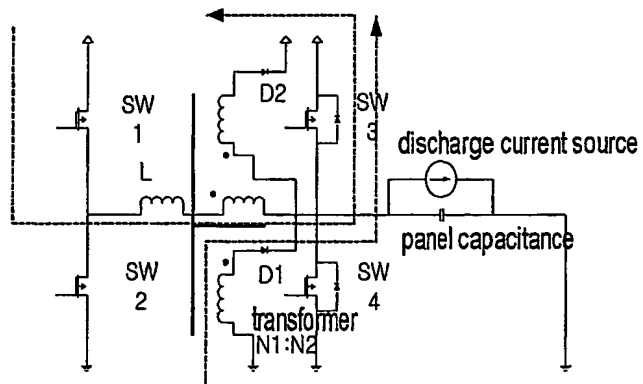 SW
1
D2
SW
3
L
discharge current source
panel capacitance
SW
2
D1
SW
4
transformer
N1:N2